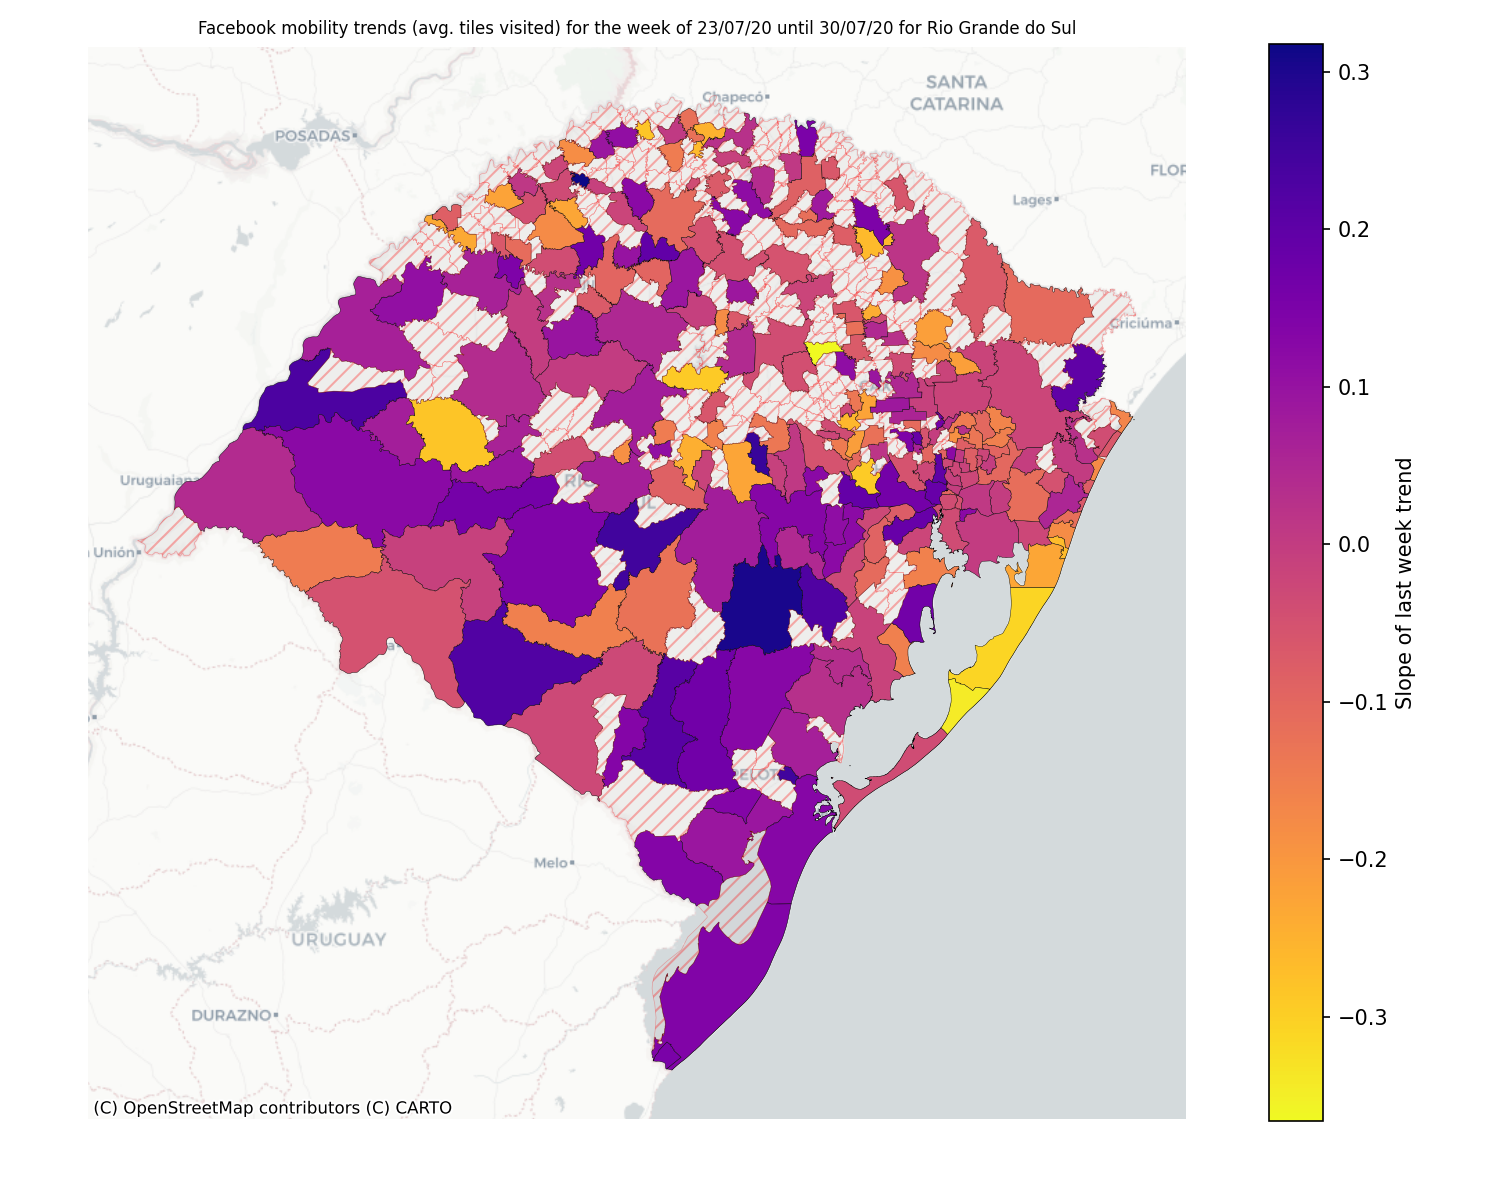 Facebook mobility trends (avg. tiles visited) for the week of 23/07/20 until 30/07/20 for Rio Grande do Sul
SANTA
CATARINA
Chapecó
POSADAS
FLOR
Lages
Criciúma
Uruguaiana
Unión
PELOT
Melo
URUGUAY
DURAZNO
(C) OpenStreetMap contributors (C) CARTO
0.3
0.2
0.1
0.0
−0.1
−0.2
−0.3
Slope of last week trend